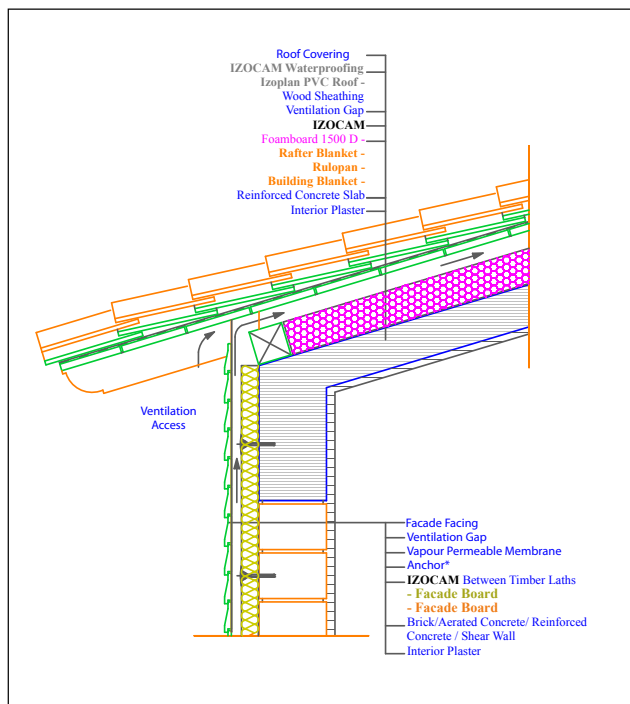 Roof Covering
IZOCAM Waterproofing
Izoplan PVC Roof -
Wood Sheathing
Ventilation Gap
IZOCAM
Foamboard 1500 D -
Rafter Blanket -
Rulopan -
Building Blanket -
Reinforced Concrete Slab
Interior Plaster
Ventilation
Access
Facade Facing
Ventilation Gap
Vapour Permeable Membrane
Anchor*
IZOCAM Between Timber Laths
- Facade Board
- Facade Board
Brick/Aerated Concrete/ Reinforced
Concrete / Shear Wall
Interior Plaster